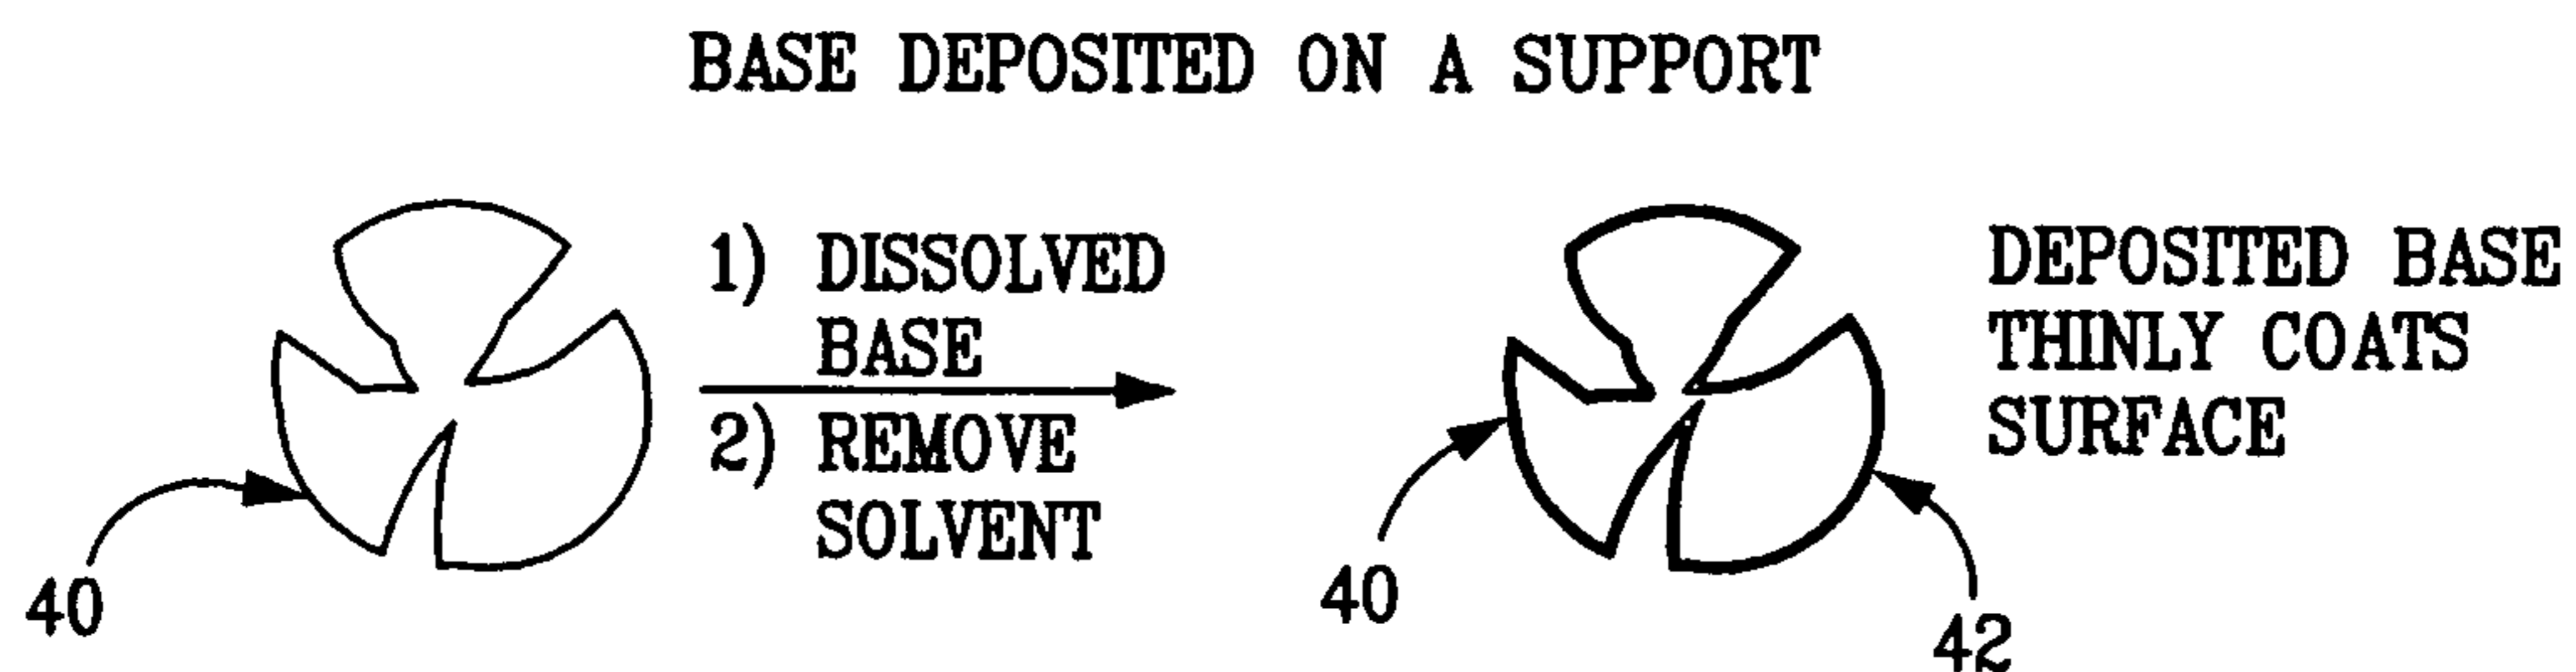 BASE DEPOSITED ON A SUPPORT
1) DISSOLVED
BASE
2) REMOVE
SOLVENT
DEPOSITED BASE
THINLY COATS
SURFACE
40
40
42